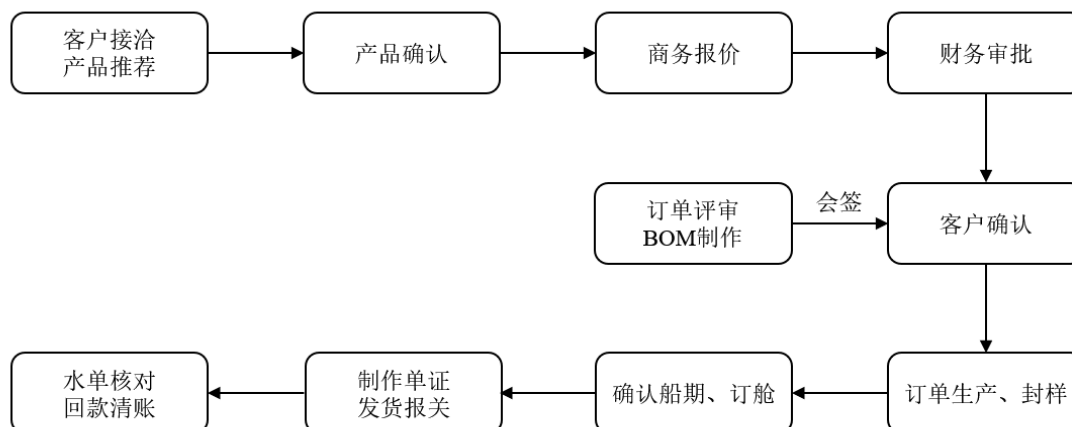 客户接洽
产品推荐
产品确认
商务报价
财务审批
订单评审
BOM制作
会签
客户确认
水单核对
回款清账
制作单证
发货报关
确认船期、订舱
订单生产、封样